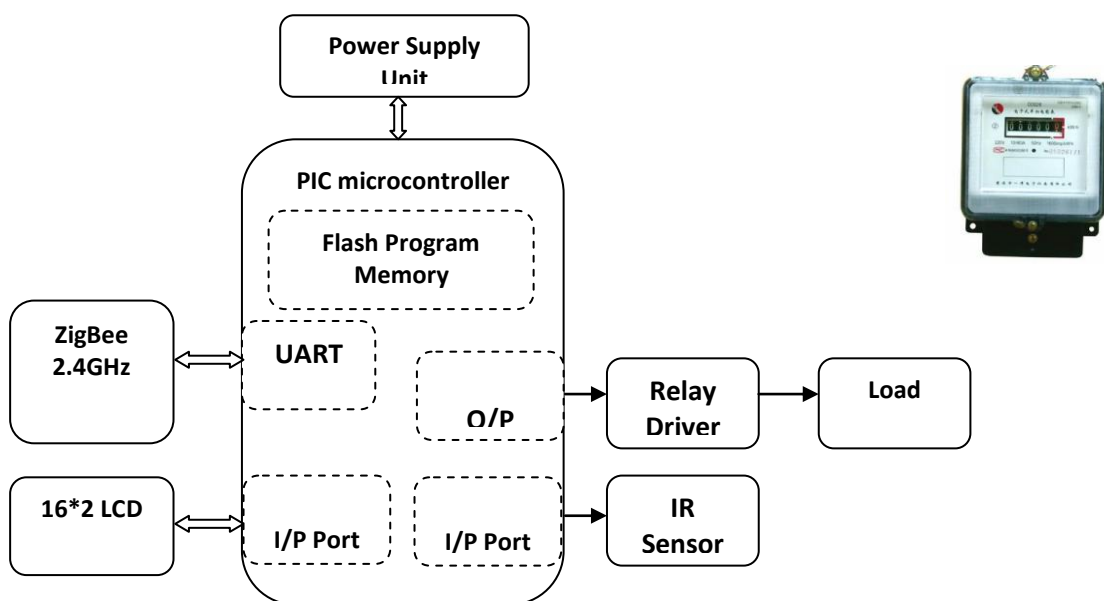 Power Supply
Unit
PIC microcontroller
Flash Program
Memory
ZigBee
2.4GHz
UART
O/P
Relay
Driver
Load
16*2 LCD
I/P Port
I/P Port
IR
Sensor